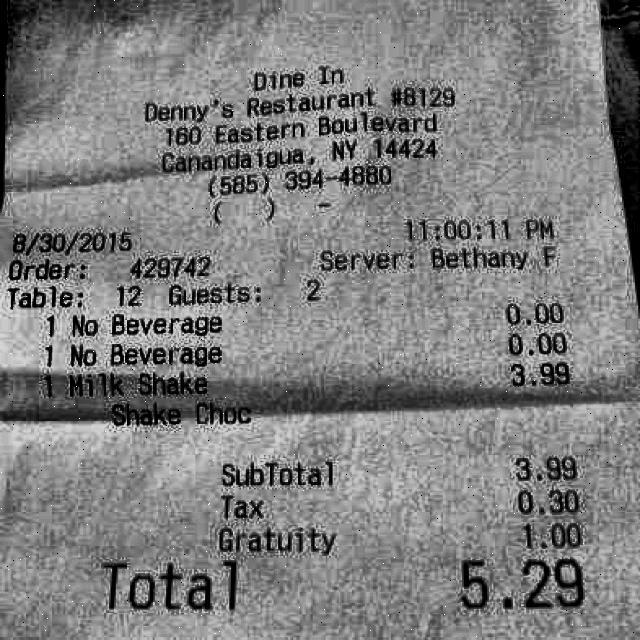 Dine In
Denny's Restaurant #8129
160 Eastern Boulevard
Canandaigua, NY 14424
(585) 394-4880
(   )   -
8/30/2015 11:00:11 PM
Order: 429742 Server: Bethany F
Table: 12 Guests: 2
1 No Beverage 0.00
1 No Beverage 0.00
1 Milk Shake 3.99
Shake Choc
SubTotal 3.99
Tax 0.30
Gratuity 1.00
Total 5.29